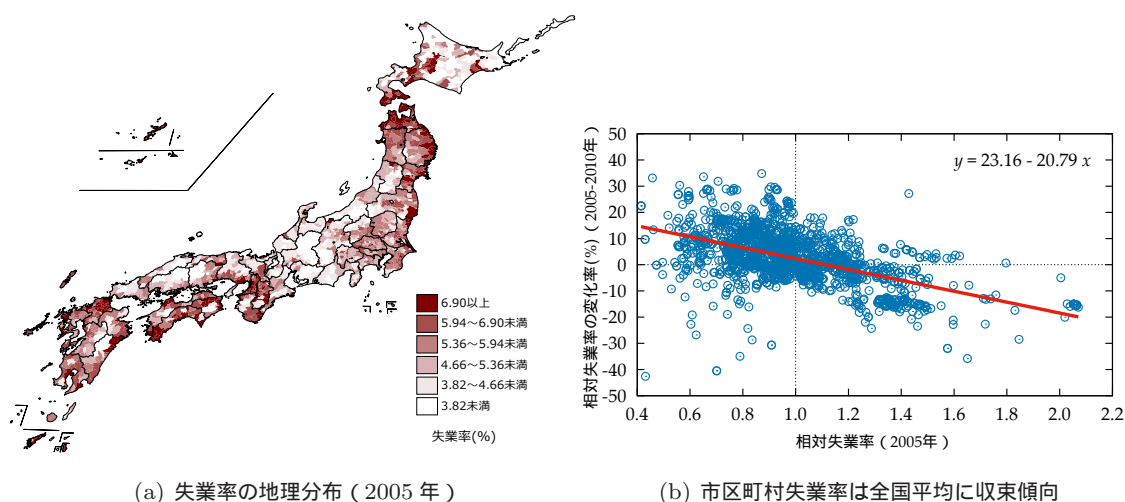 6.90以上
5.94～6.90未満
5.36～5.94未満
4.66～5.36未満
3.82～4.66未満
3.82未満
失業率(%)
(a) 失業率の地理分布（2005 年）
相対失業率の変化率(%)（2005-2010年）
50
40
30
20
10
0
-10
-20
-30
-40
-50
y = 23.16 - 20.79 x
0.4 0.6 0.8 1.0 1.2 1.4 1.6 1.8 2.0 2.2
相対失業率（2005年）
(b) 市区町村失業率は全国平均に収束傾向